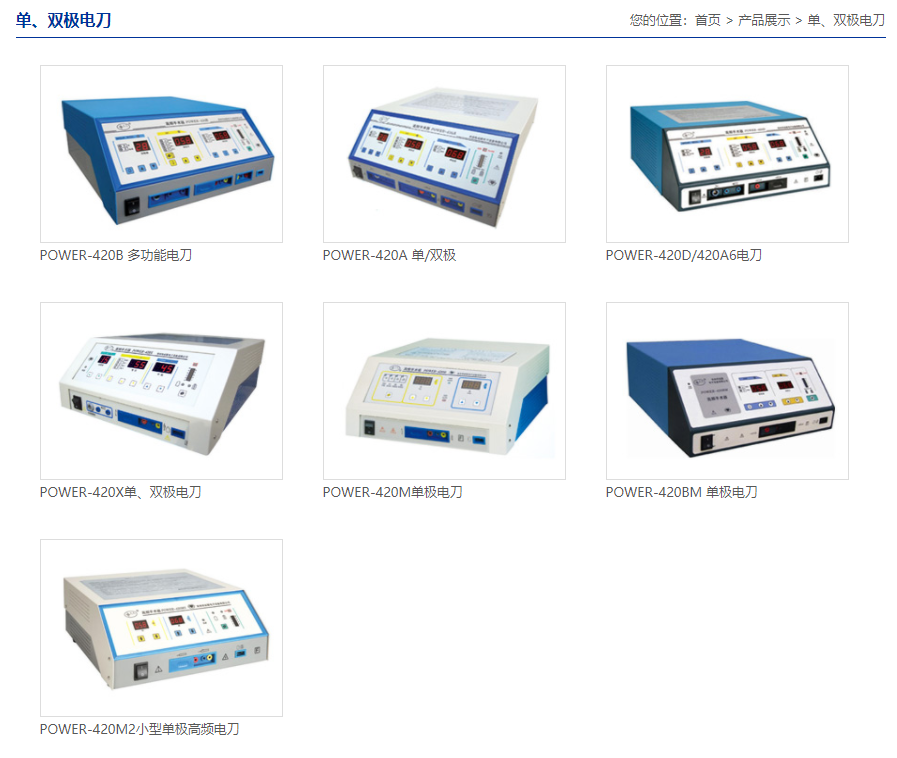 单、双极电刀
您的位置：首页 > 产品展示 > 单、双极电刀
POWER-420B 多功能电刀
POWER-420A 单/双极
POWER-420D/420A6电刀
POWER-420X单、双极电刀
POWER-420M单极电刀
POWER-420BM 单极电刀
POWER-420M2小型单极高频电刀